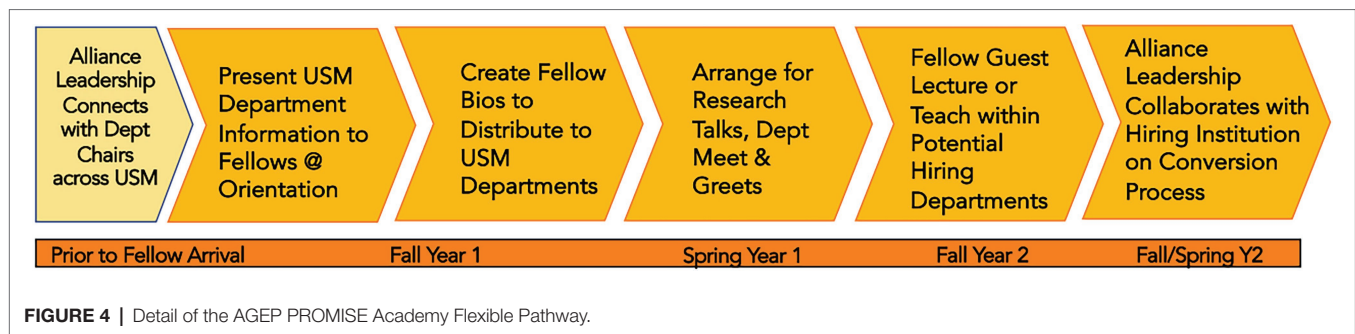 Alliance
Leadership
Connects
with Dept
Chairs
across USM
Present USM
Department
Information to
Fellows @
Orientation
Create Fellow
Bios to
Distribute to
USM
Departments
Arrange for
Research
Talks, Dept
Meet &
Greets
Fellow Guest
Lecture or
Teach within
Potential
Hiring
Departments
Alliance
Leadership
Collaborates with
Hiring Institution
on Conversion
Process
Prior to Fellow Arrival
Fall Year 1
Spring Year 1
Fall Year 2
Fall/Spring Y2
FIGURE 4 | Detail of the AGEP PROMISE Academy Flexible Pathway.